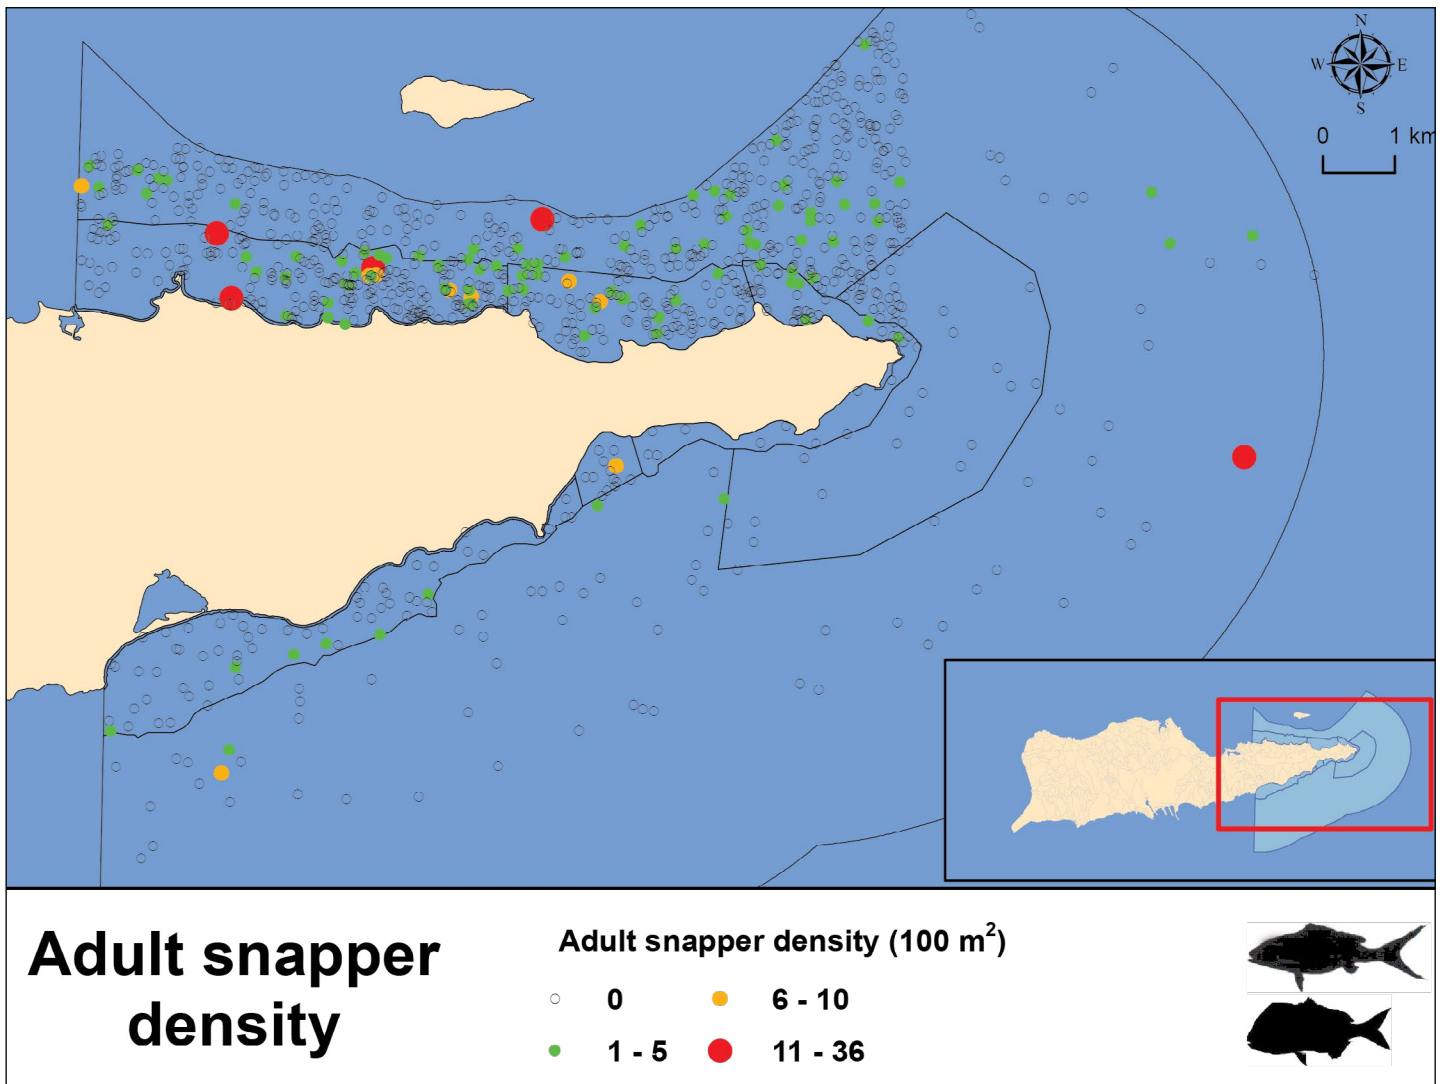 N
W E
S
0 1 km
Adult snapper
density
Adult snapper density (100 m²)
0
6 - 10
1 - 5
11 - 36